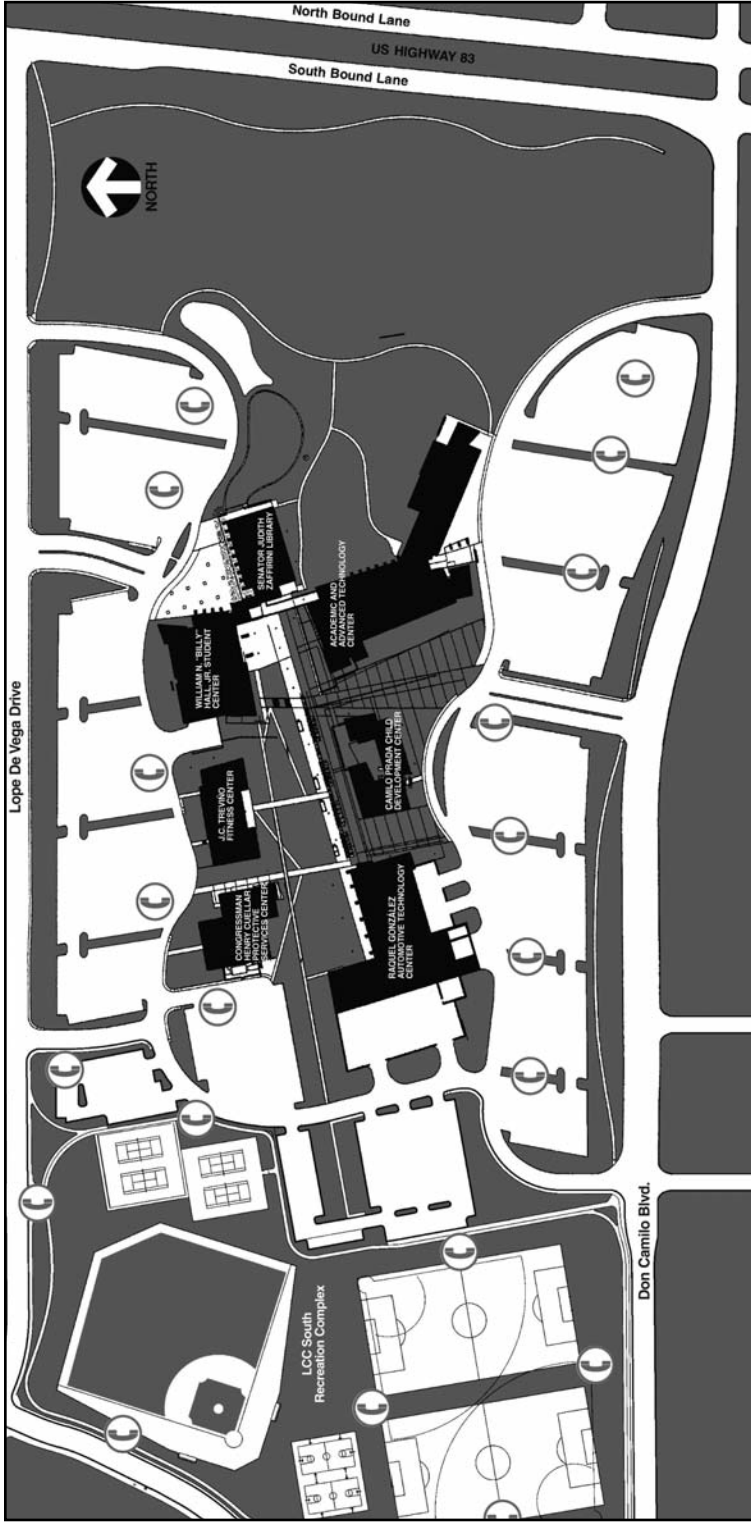 North Bound Lane
US HIGHWAY 83
South Bound Lane
NORTH
Lope De Vega Drive
SENATOR JUDITH
ZAFFIRINI LIBRARY
WILLIAM N. "BILLY"
HALL, JR. STUDENT
CENTER
ACADEMIC AND
ADVANCED TECHNOLOGY
CENTER
J.C. TREVIÑO
FITNESS CENTER
CAMILO PRADA CHILD
DEVELOPMENT CENTER
CONGRESSMAN
HENRY CUELLAR
PROTECTIVE
SERVICES CENTER
RAQUEL GONZÁLEZ
AUTOMOTIVE TECHNOLOGY
CENTER
LCC South
Recreation Complex
Don Camilo Blvd.